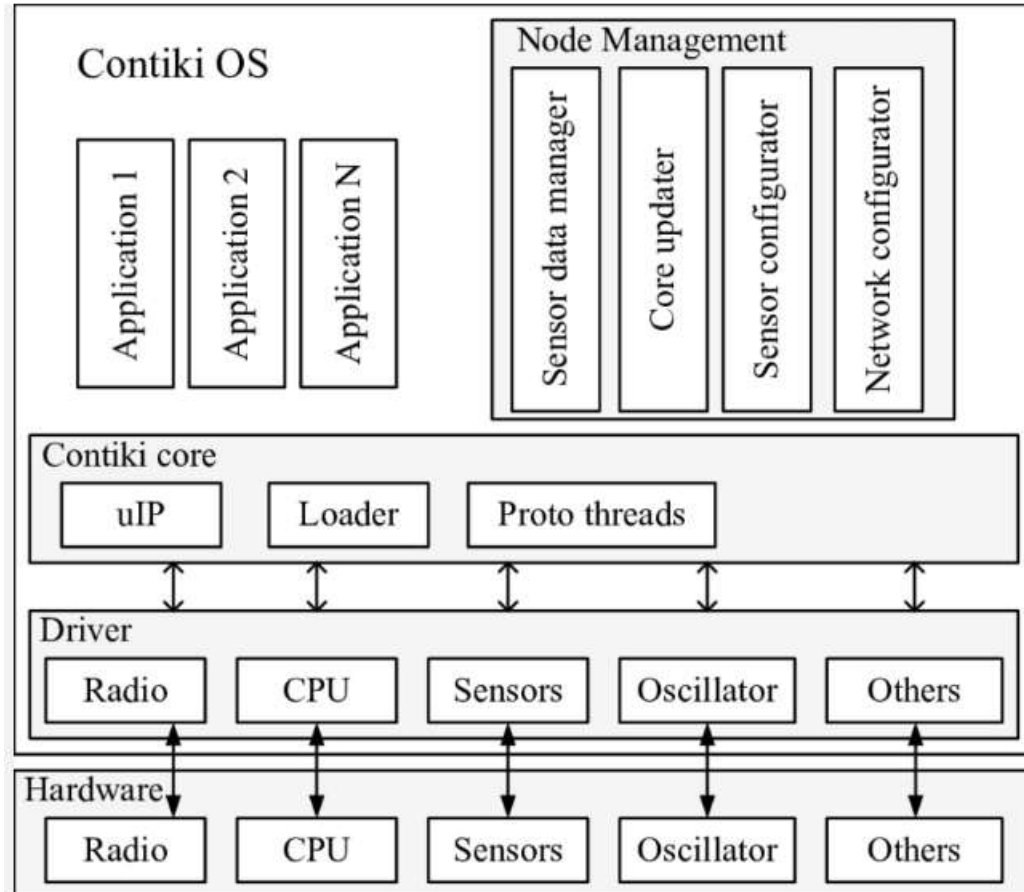 Contiki OS
Node Management
Application 1
Application 2
Application N
Sensor data manager
Core updater
Sensor configurator
Network configurator
Contiki core
uIP
Loader
Proto threads
Driver
Radio
CPU
Sensors
Oscillator
Others
Hardware
Radio
CPU
Sensors
Oscillator
Others